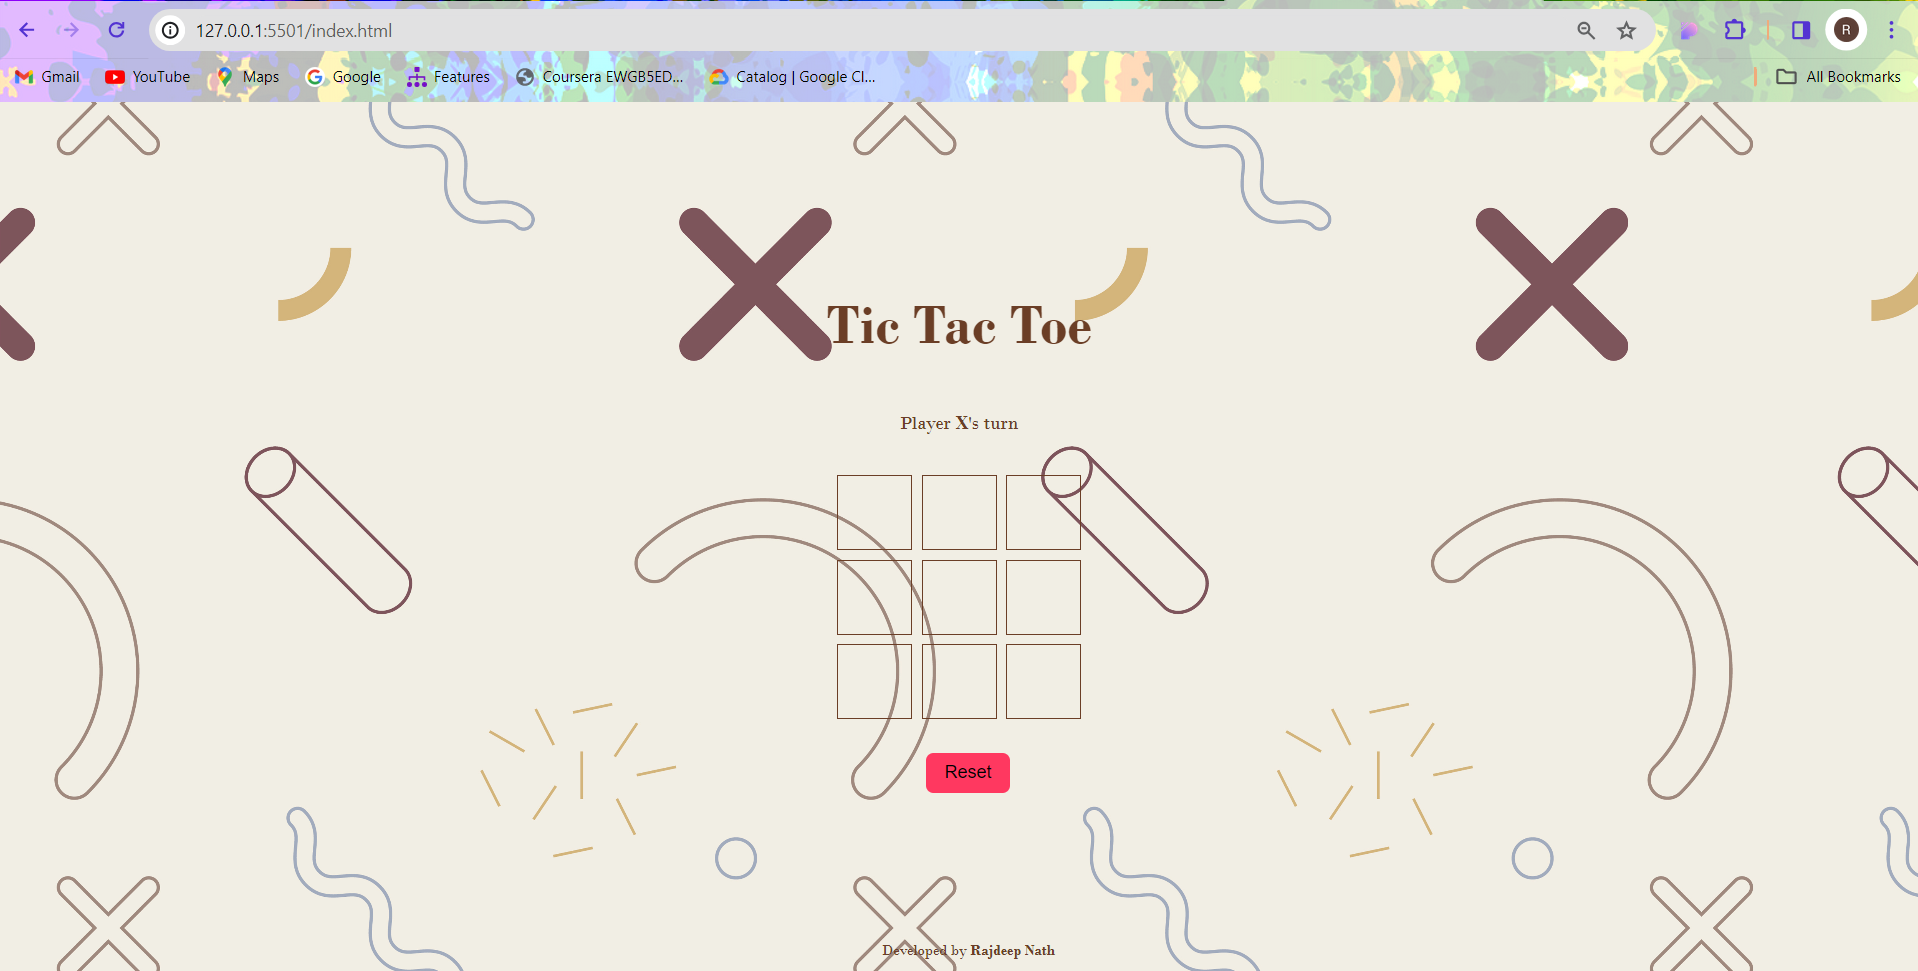 127.0.0.1:5501/index.html
R
Gmail YouTube Maps Google Features Coursera EWGB5ED... Catalog | Google Cl... All Bookmarks
Tic Tac Toe
Player X's turn
Reset
Developed by Rajdeep Nath